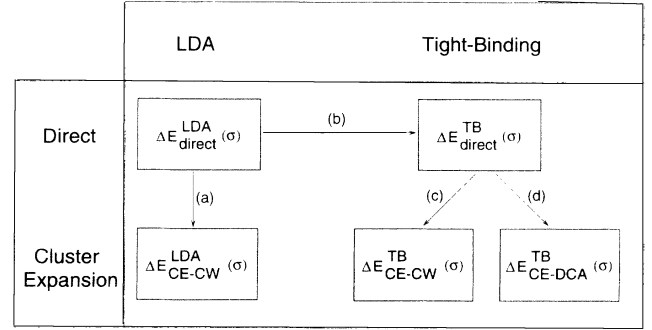 LDA Tight-Binding
Direct ΔE^LDA_direct (σ) (b) ΔE^TB_direct (σ)
(a) (c) (d)
Cluster
Expansion ΔE^LDA_CE-CW (σ) ΔE^TB_CE-CW (σ) ΔE^TB_CE-DCA (σ)